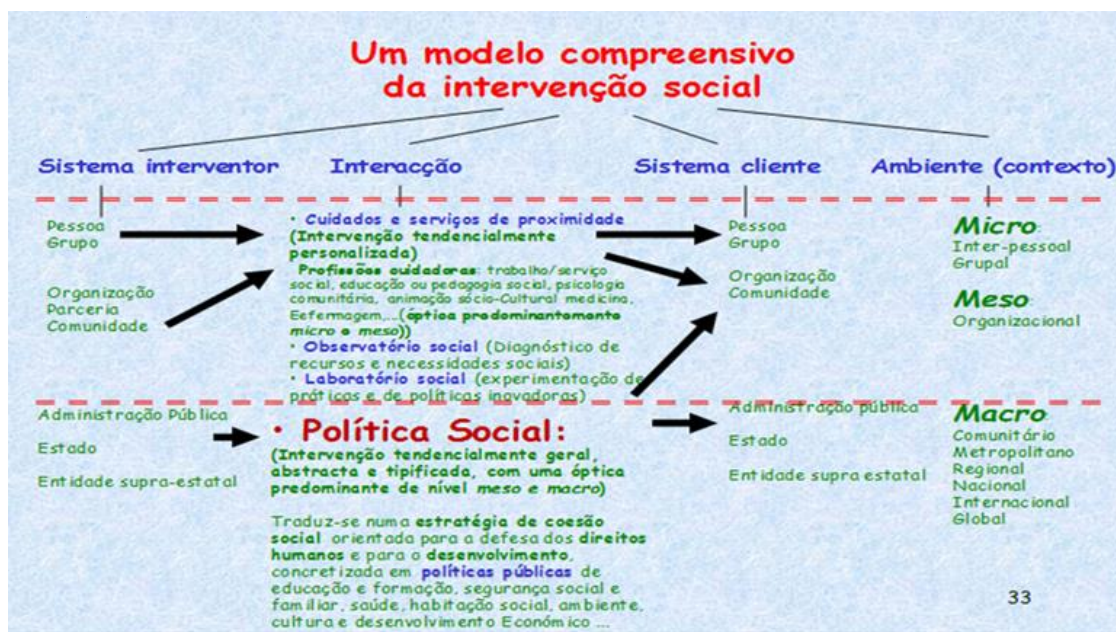 Um modelo compreensivo
da intervenção social
Sistema interventor
Interacção
Sistema cliente
Ambiente (contexto)
Pessoa
Grupo
Organização
Parceria
Comunidade
• Cuidados e serviços de proximidade
(Intervenção tendencialmente
personalizada)
Profissões cuidadoras: trabalho/serviço
social, educação ou pedagogia social, psicologia
comunitária, animação sócio-Cultural medicina,
Eefermagem,...(óptica predominantemente
micro e meso))
• Observatório social (Diagnóstico de
recursos e necessidades sociais)
• Laboratório social (experimentação de
práticas e de políticas inovadoras)
Pessoa
Grupo
Organização
Comunidade
Micro:
Inter-pessoal
Grupal
Meso:
Organizacional
Administração Pública
Estado
Entidade supra-estatal
• Política Social:
(Intervenção tendencialmente geral,
abstracta e tipificada, com uma óptica
predominante de nível meso e macro)
Traduz-se numa estratégia de coesão
social orientada para a defesa dos direitos
humanos e para o desenvolvimento,
concretizada em políticas públicas de
educação e formação, segurança social e
familiar, saúde, habitação social, ambiente,
cultura e desenvolvimento Económico ...
Administração pública
Estado
Entidade supra estatal
Macro:
Comunitário
Metropolitano
Regional
Nacional
Internacional
Global
33